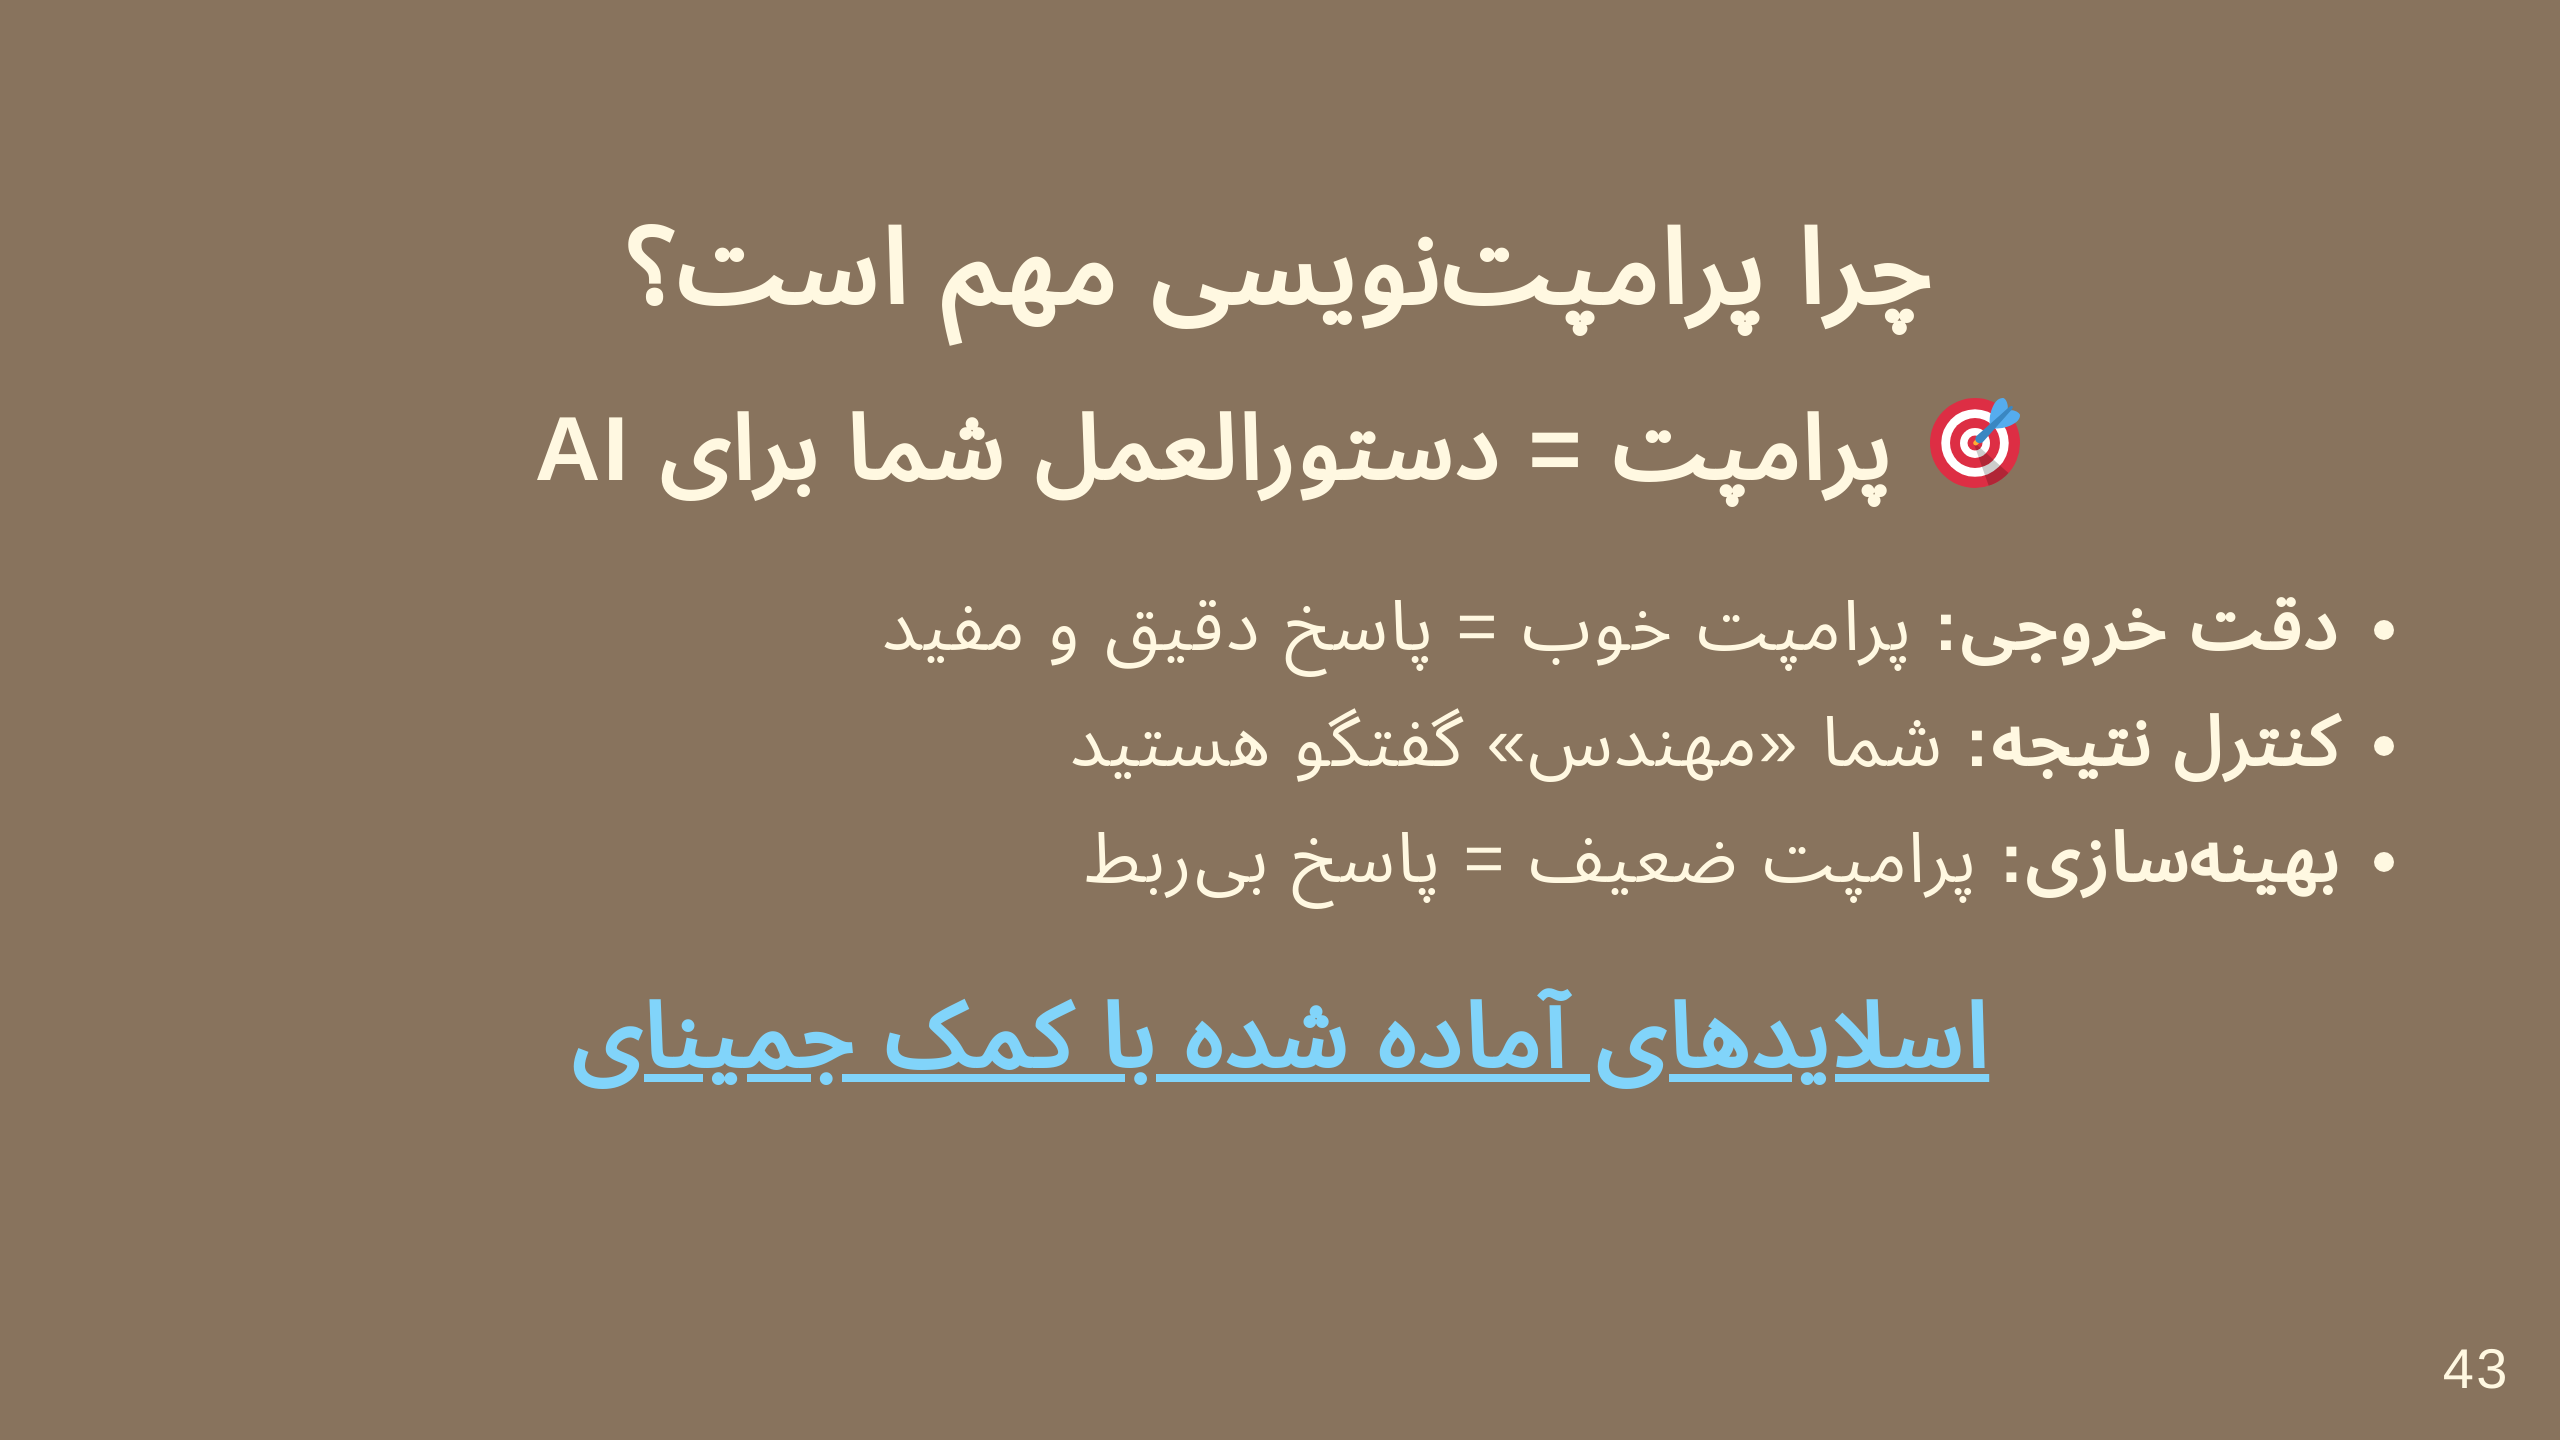 چرا پرامپت‌نویسی مهم است؟
🎯 پرامپت = دستورالعمل شما برای AI
• دقت خروجی: پرامپت خوب = پاسخ دقیق و مفید
• کنترل نتیجه: شما «مهندس» گفتگو هستید
• بهینه‌سازی: پرامپت ضعیف = پاسخ بی‌ربط
اسلایدهای آماده شده با کمک جمینای
43